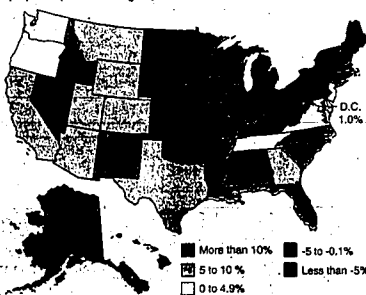 D.C.
1.0%
More than 10%
-5 to -0.1%
5 to 10 %
Less than -5%
0 to 4.9%